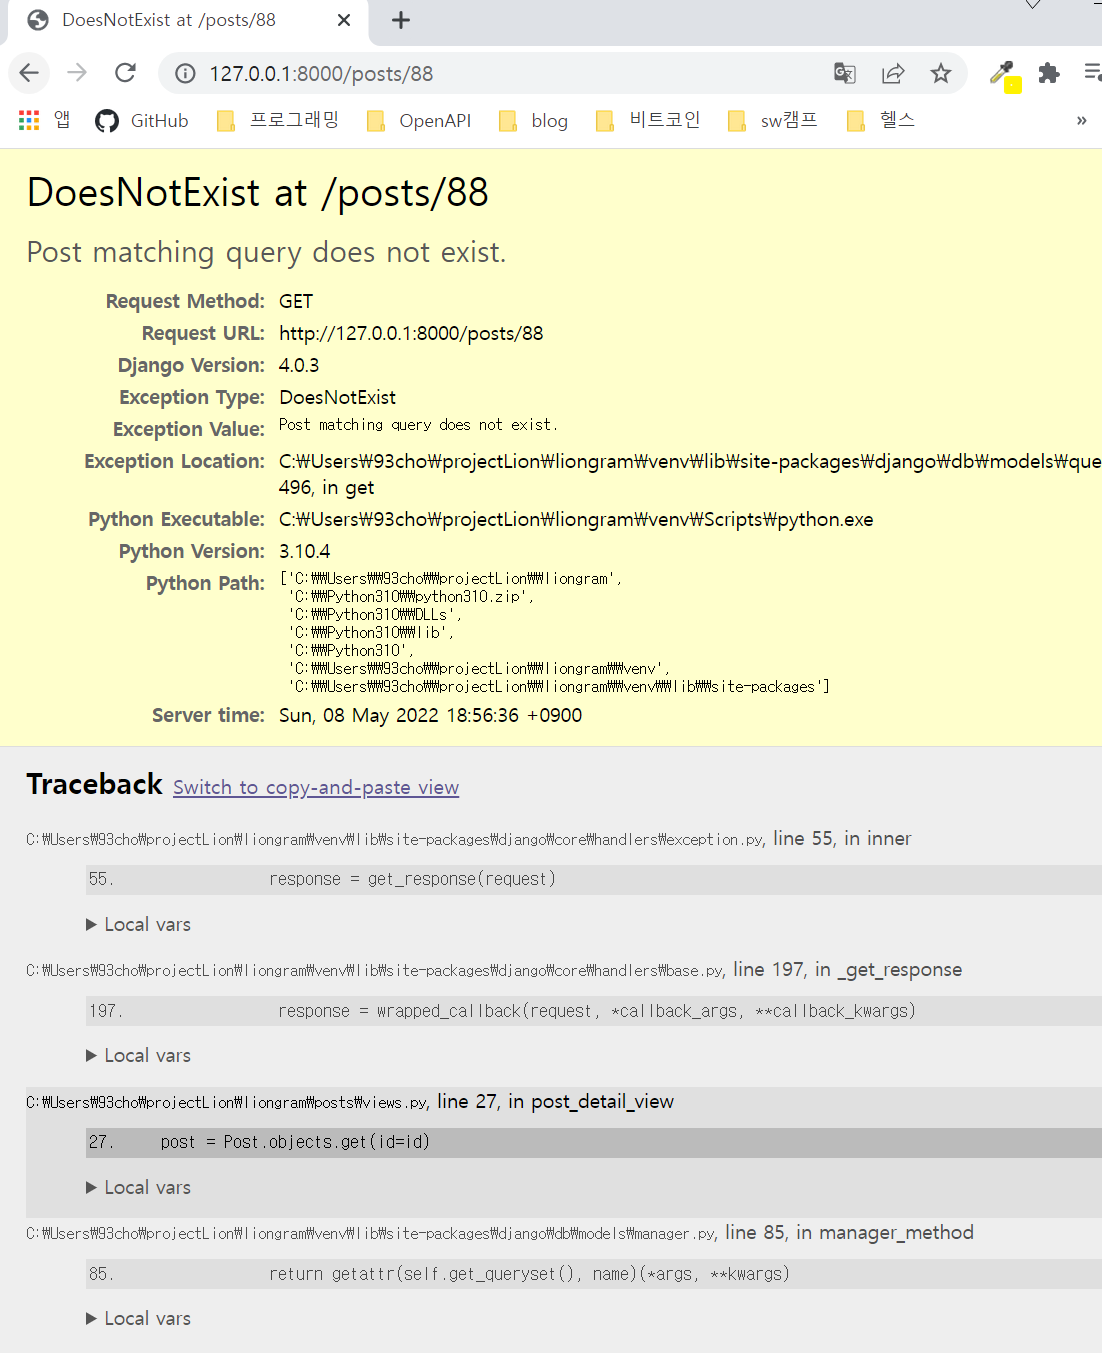 DoesNotExist at /posts/88
127.0.0.1:8000/posts/88
앱 GitHub 프로그래밍 OpenAPI blog 비트코인 sw캠프 헬스 »
DoesNotExist at /posts/88
Post matching query does not exist.
Request Method: GET
Request URL: http://127.0.0.1:8000/posts/88
Django Version: 4.0.3
Exception Type: DoesNotExist
Exception Value: Post matching query does not exist.
Exception Location: C:₩Users₩93cho₩projectLion₩liongram₩venv₩lib₩site-packages₩django₩db₩models₩que
496, in get
Python Executable: C:₩Users₩93cho₩projectLion₩liongram₩venv₩Scripts₩python.exe
Python Version: 3.10.4
Python Path: ['C:₩₩Users₩₩93cho₩₩projectLion₩₩liongram',
'C:₩₩Python310₩₩python310.zip',
'C:₩₩Python310₩₩DLLs',
'C:₩₩Python310₩₩lib',
'C:₩₩Python310',
'C:₩₩Users₩₩93cho₩₩projectLion₩₩liongram₩₩venv',
'C:₩₩Users₩₩93cho₩₩projectLion₩₩liongram₩₩venv₩₩lib₩₩site-packages']
Server time: Sun, 08 May 2022 18:56:36 +0900
Traceback Switch to copy-and-paste view
C:₩Users₩93cho₩projectLion₩liongram₩venv₩lib₩site-packages₩django₩core₩handlers₩exception.py, line 55, in inner
55. response = get_response(request)
▶ Local vars
C:₩Users₩93cho₩projectLion₩liongram₩venv₩lib₩site-packages₩django₩core₩handlers₩base.py, line 197, in _get_response
197. response = wrapped_callback(request, *callback_args, **callback_kwargs)
▶ Local vars
C:₩Users₩93cho₩projectLion₩liongram₩posts₩views.py, line 27, in post_detail_view
27. post = Post.objects.get(id=id)
▶ Local vars
C:₩Users₩93cho₩projectLion₩liongram₩venv₩lib₩site-packages₩django₩db₩models₩manager.py, line 85, in manager_method
85. return getattr(self.get_queryset(), name)(*args, **kwargs)
▶ Local vars